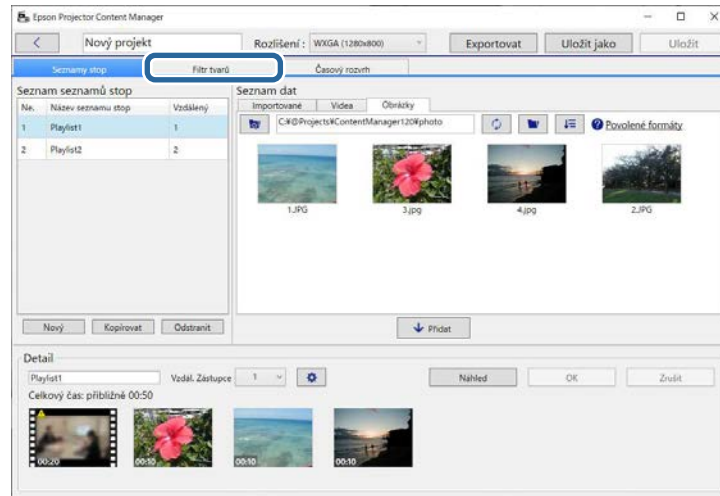 Epson Projector Content Manager
Nový projekt Rozlišení : WXGA (1280x800) Exportovat Uložit jako Uložit
Seznamy stop Filtr tvarů Časový rozvrh
Seznam seznamů stop Seznam dat
Ne. Název seznamu stop Vzdálený Importované Videa Obrázky
1 Playlist1 1 C:¥@Projects¥ContentManager120¥photo Povolené formáty
2 Playlist2 2
1.JPG 3.jpg 4.jpg 2.JPG
Nový Kopírovat Odstranit Přidat
Detail
Playlist1 Vzdál. Zástupce 1 Náhled OK Zrušit
Celkový čas: přibližně 00:50
00:20 00:10 00:10 00:10